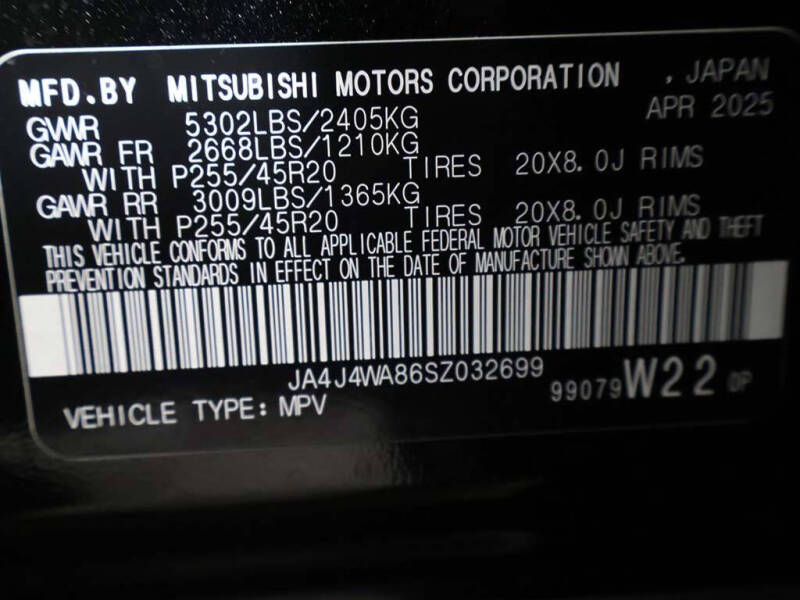 MFD.BY MITSUBISHI MOTORS CORPORATION , JAPAN
APR 2025
GVWR 5302LBS/2405KG
GAWR FR 2668LBS/1210KG
WITH P255/45R20 TIRES 20X8.0J RIMS
GAWR RR 3009LBS/1365KG
WITH P255/45R20 TIRES 20X8.0J RIMS
THIS VEHICLE CONFORMS TO ALL APPLICABLE FEDERAL MOTOR VEHICLE SAFETY AND THEFT
PREVENTION STANDARDS IN EFFECT ON THE DATE OF MANUFACTURE SHOWN ABOVE.
JA4J4WA86SZ032699
99079 W22 0P
VEHICLE TYPE: MPV